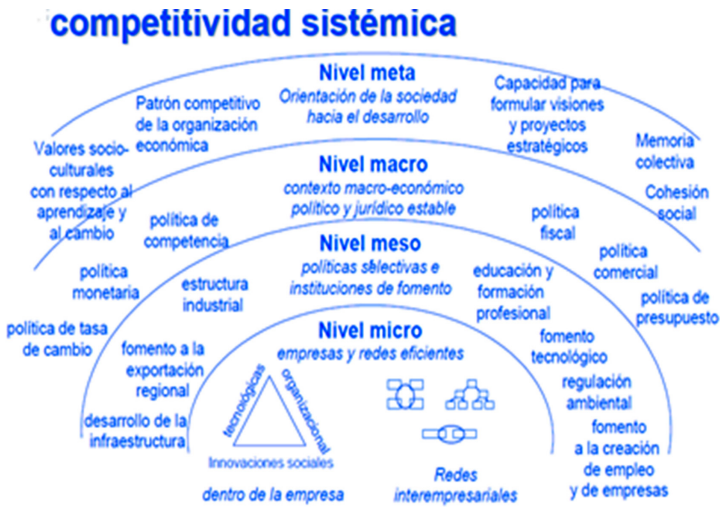 competitividad sistémica
Nivel meta
Orientación de la sociedad
hacia el desarrollo
Patrón competitivo
de la organización
económica
Capacidad para
formular visiones
y proyectos
estratégicos
Valores socio-
culturales
con respecto al
aprendizaje y
al cambio
Memoria
colectiva
Cohesión
social
Nivel macro
contexto macro-económico
político y jurídico estable
política de
competencia
política
fiscal
política
monetaria
política
comercial
política de tasa
de cambio
política de
presupuesto
Nivel meso
políticas selectivas e
instituciones de fomento
estructura
industrial
educación y
formación
profesional
fomento a la
exportación
regional
fomento
tecnológico
desarrollo de la
infraestructura
regulación
ambiental
fomento
a la creación
de empleo
y de empresas
Nivel micro
empresas y redes eficientes
tecnológicas
organizacional
Innovaciones sociales
dentro de la empresa
Redes
interempresariales